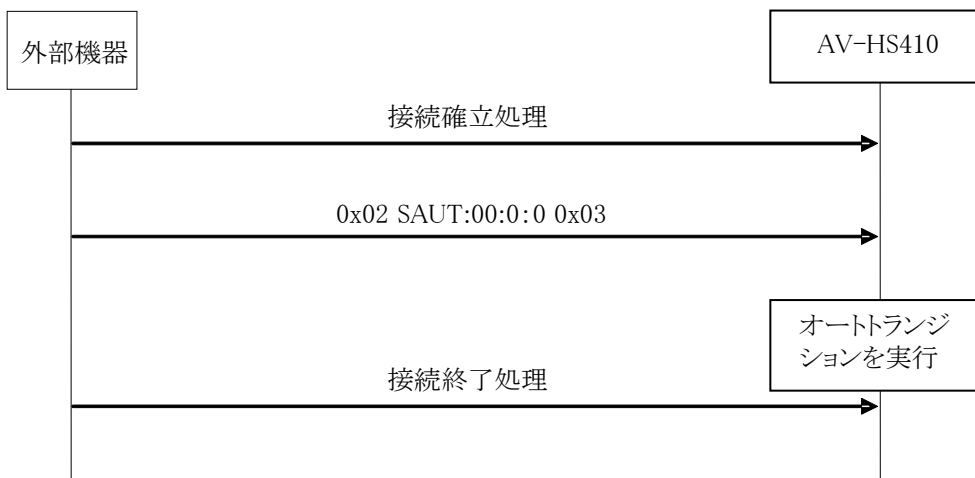 外部機器
AV-HS410
接続確立処理
0x02 SAUT:00:0:0 0x03
オートトランジ
ションを実行
接続終了処理